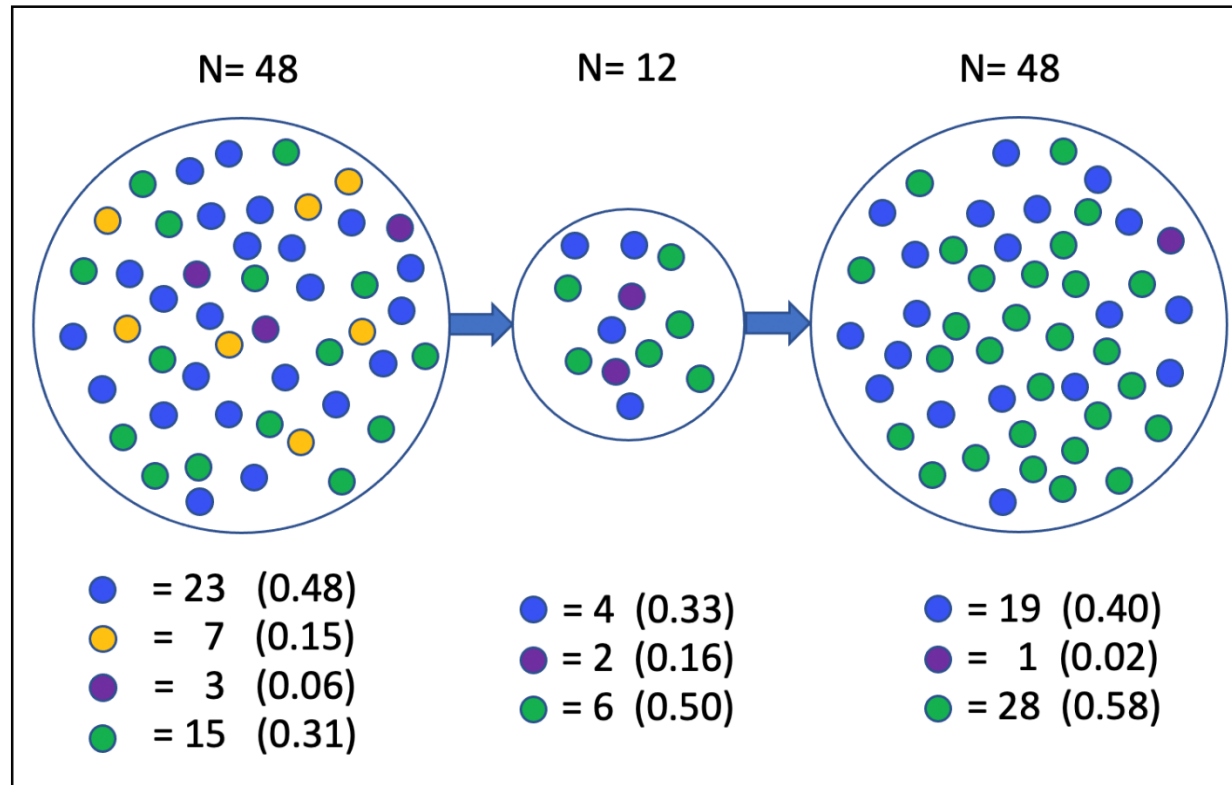 N= 48
N= 12
N= 48
= 23 (0.48)
= 7 (0.15)
= 3 (0.06)
= 15 (0.31)
= 4 (0.33)
= 2 (0.16)
= 6 (0.50)
= 19 (0.40)
= 1 (0.02)
= 28 (0.58)